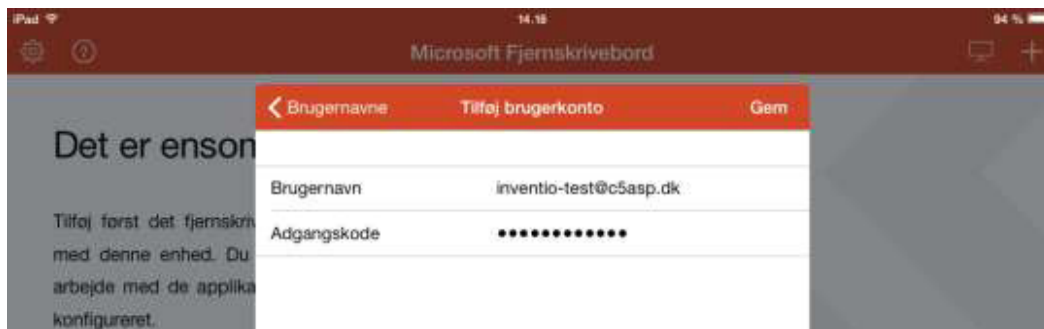 iPad 14.18 94 %
Microsoft Fjernskrivebord
Brugernavne Tilføj brugerkonto Gem
Det er enson
Brugernavn inventio-test@c5asp.dk
Tilføj først det fjernskriv
Adgangskode ••••••••••••
med denne enhed. Du
arbejde med de applika
konfigureret.